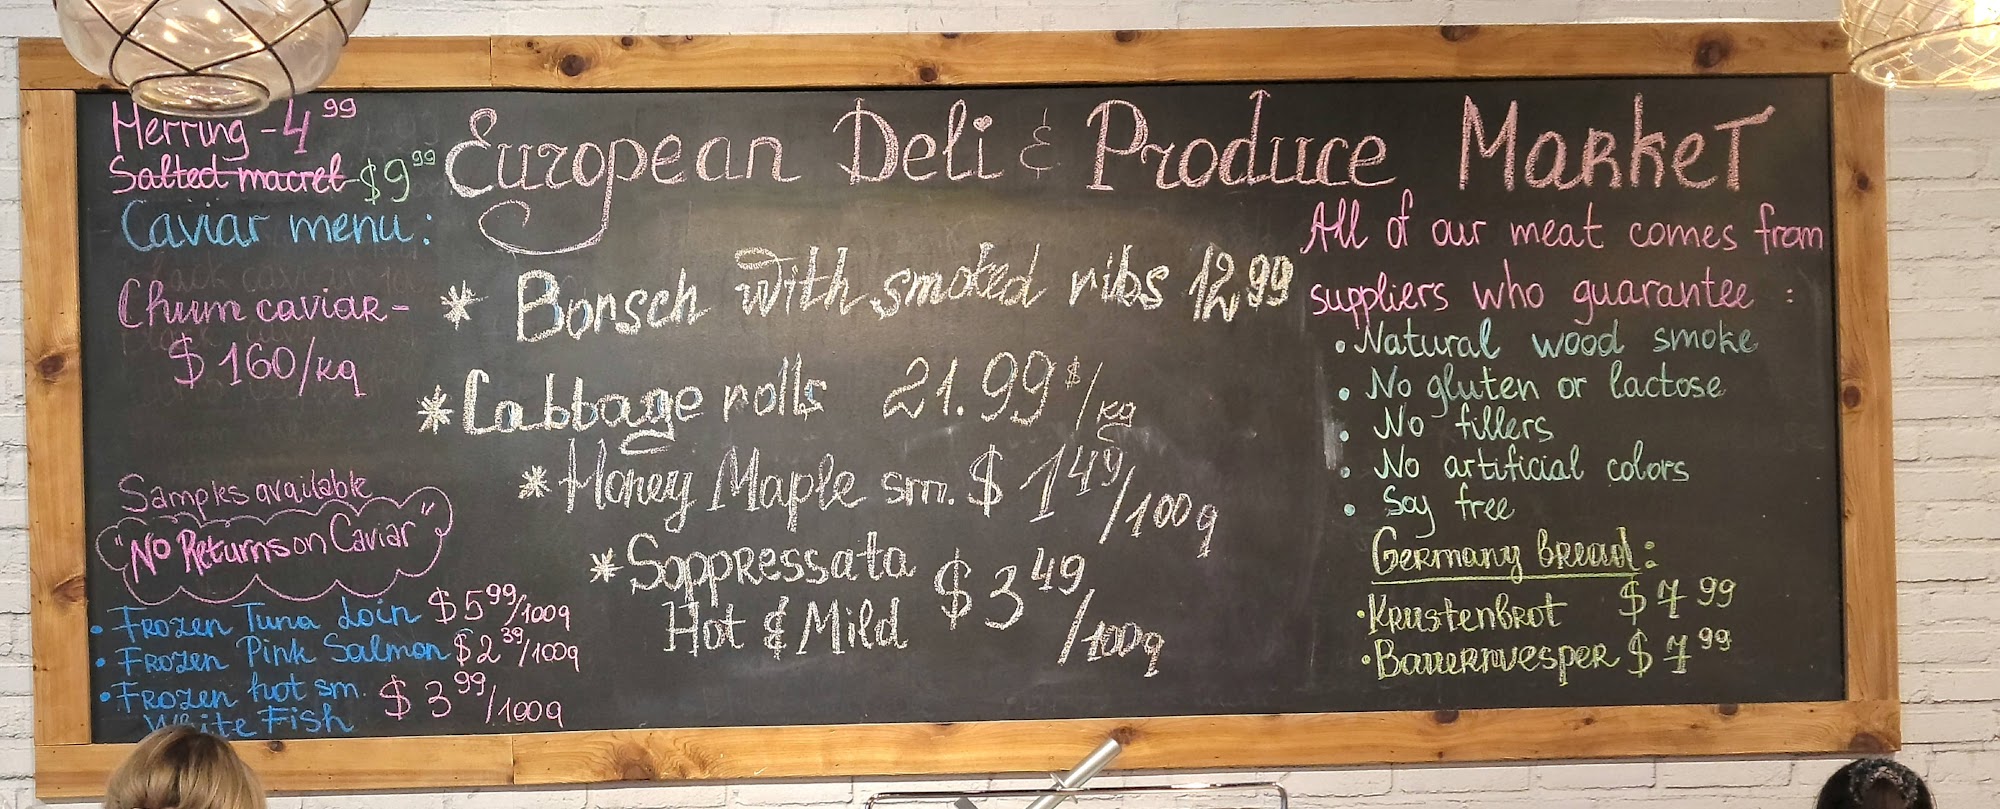 European Deli & Produce Market
Herring - 4 99
Salted macrel $9 99
Caviar menu:
Chum caviar -
$160/kg
Samples available
"No Returns on Caviar"
• Frozen Tuna Loin $5 99/100g
• Frozen Pink Salmon $2 39/100g
• Frozen hot sm. $3 99/100g
White Fish
* Borsch with smoked ribs 12 99
* Cabbage rolls 21.99 $/kg
* Honey Maple sm. $1 49/100g
* Soppressata
Hot & Mild $3 49/100g
All of our meat comes from
suppliers who guarantee :
• Natural wood smoke
• No gluten or lactose
• No fillers
• No artificial colors
• Soy free
Germany bread:
• Krustenbrot $7 99
• Bauernvesper $7 99